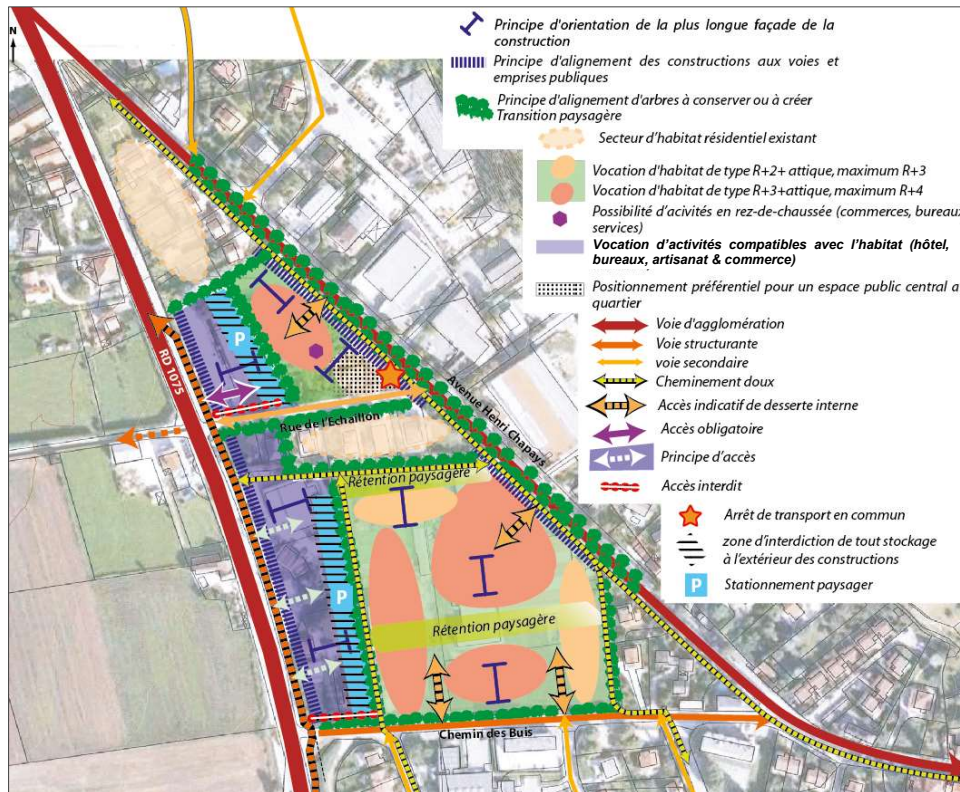 N
Principe d'orientation de la plus longue façade de la
construction
Principe d'alignement des constructions aux voies et
emprises publiques
Principe d'alignement d'arbres à conserver ou à créer
Transition paysagère
Secteur d'habitat résidentiel existant
Vocation d'habitat de type R+2+ attique, maximum R+3
Vocation d'habitat de type R+3+attique, maximum R+4
Possibilité d'acivités en rez-de-chaussée (commerces, bureaux
services)
Vocation d'activités compatibles avec l'habitat (hôtel,
bureaux, artisanat & commerce)
Positionnement préférentiel pour un espace public central a
quartier
Voie d'agglomération
Voie structurante
voie secondaire
Cheminement doux
Accès indicatif de desserte interne
Accès obligatoire
Principe d'accès
Accès interdit
Arrêt de transport en commun
zone d'interdiction de tout stockage
à l'éxtérieur des constructions
P Stationnement paysager
RD 1075
P
Avenue Henri Chapays
Rue de l'Echaillon
Rétention paysagère
P
Rétention paysagère
Chemin des Buis